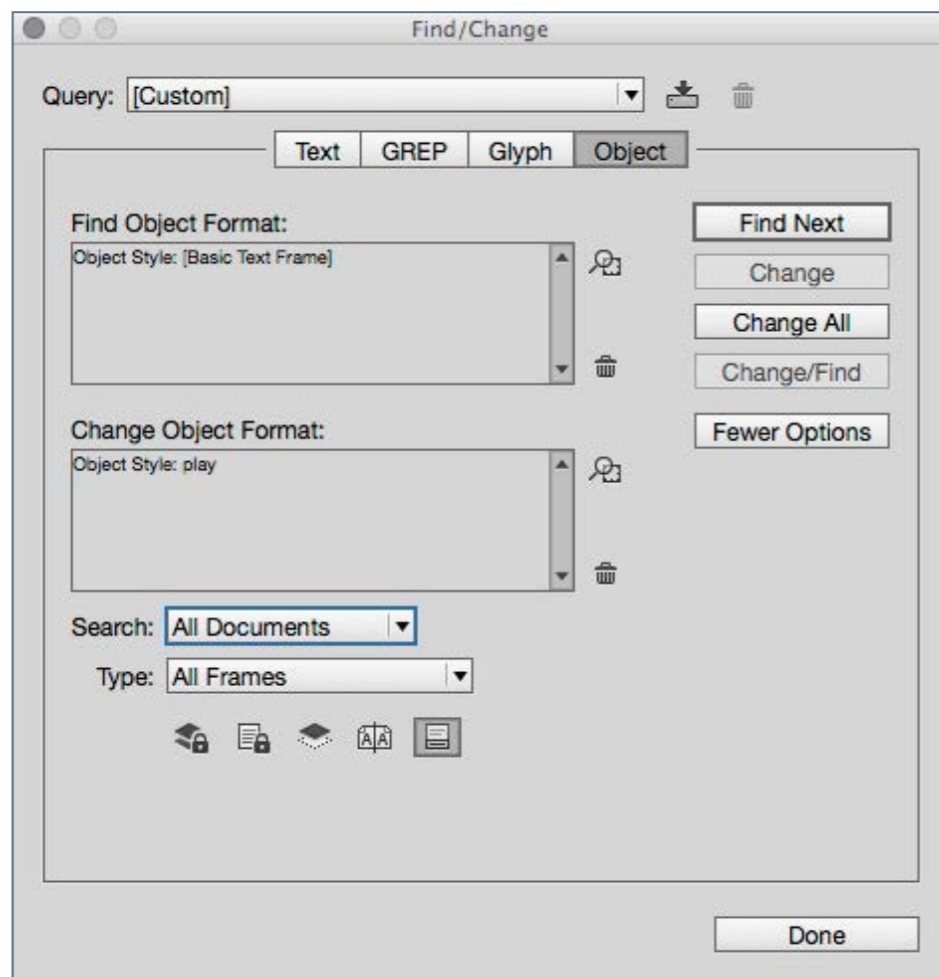 Find/Change
Query: [Custom]
Text GREP Glyph Object
Find Object Format:
Object Style: [Basic Text Frame]
Find Next
Change
Change All
Change/Find
Fewer Options
Change Object Format:
Object Style: play
Search: All Documents
Type: All Frames
A A
Done